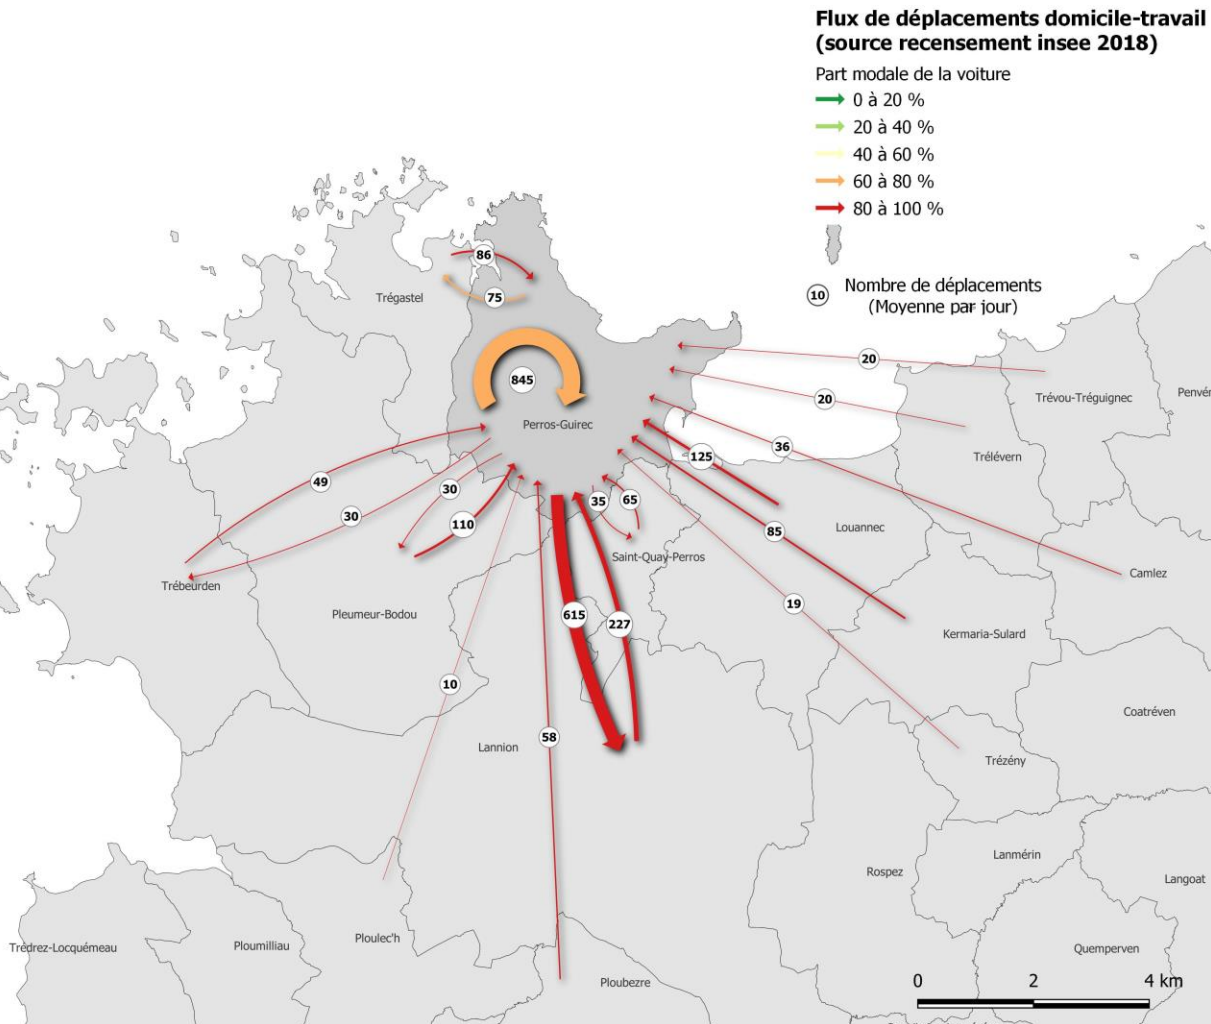 Flux de déplacements domicile-travail
(source recensement insee 2018)
Part modale de la voiture
0 à 20 %
20 à 40 %
40 à 60 %
60 à 80 %
80 à 100 %
10 Nombre de déplacements
(Moyenne par jour)
86
Trégastel
75
20
845
20
Trévou-Tréguignec
Perros-Guirec
36
125
Trélévern
49
30
65
35
30
110
85
Louannec
Saint-Quay-Perros
Camlez
Trébeurden
19
Pleumeur-Bodou
615
227
Kermaria-Sulard
10
Coatréven
58
Lannion
Trézény
Lanmérin
Rospez
Langoat
Ploulec'h
Trédrez-Locquémeau
Ploumilliau
Quemperven
Ploubezre
0 2 4 km